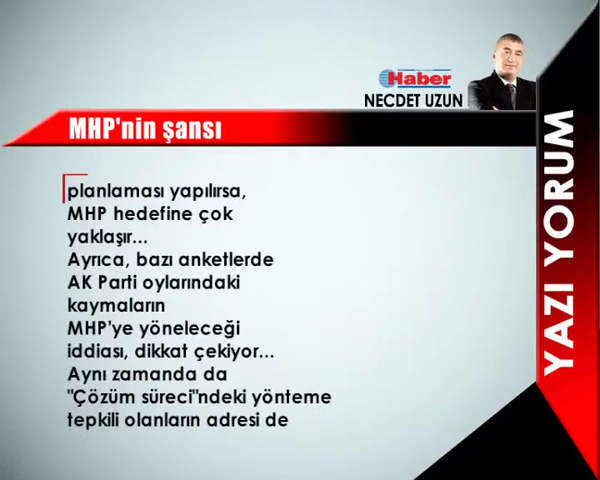 Haber
NECDET UZUN
MHP'nin şansı
planlaması yapılırsa,
MHP hedefine çok
yaklaşır...
Ayrıca, bazı anketlerde
AK Parti oylarındaki
kaymaların
MHP'ye yöneleceği
iddiası, dikkat çekiyor...
Aynı zamanda da
"Çözüm süreci"ndeki yönteme
tepkili olanların adresi de
YAZI YORUM